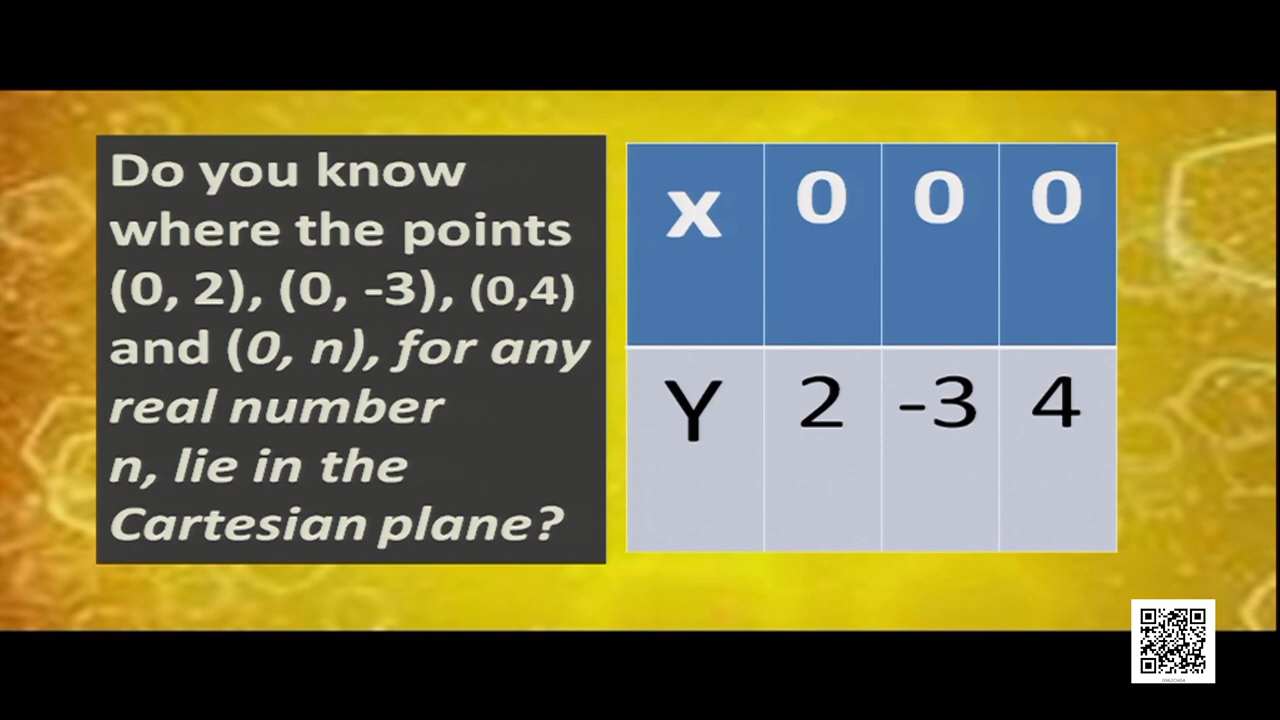 Do you know
where the points
(0, 2), (0, -3), (0,4)
and (0, n), for any
real number
n, lie in the
Cartesian plane?
x 0 0 0
Y 2 -3 4